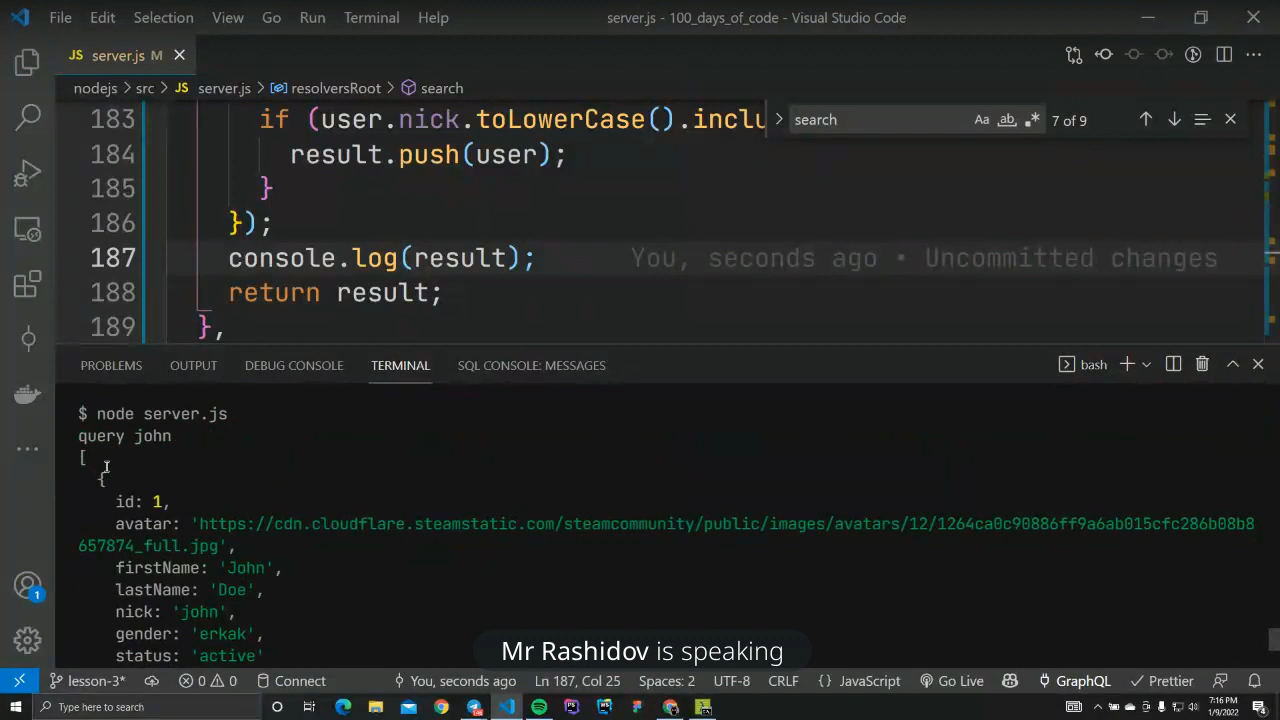 File Edit Selection View Go Run Terminal Help server.js - 100_days_of_code - Visual Studio Code
JS server.js M
nodejs > src > JS server.js > resolversRoot > search
search Aa ab .* 7 of 9
183 if (user.nick.toLowerCase().inclu
184 result.push(user);
185 }
186 });
187 console.log(result); You, seconds ago • Uncommitted changes
188 return result;
189 },
PROBLEMS OUTPUT DEBUG CONSOLE TERMINAL SQL CONSOLE: MESSAGES bash
$ node server.js
query john
[
{
id: 1,
avatar: 'https://cdn.cloudflare.steamstatic.com/steamcommunity/public/images/avatars/12/1264ca0c90886ff9a6ab015cfc286b08b8
657874_full.jpg',
firstName: 'John',
lastName: 'Doe',
nick: 'john',
gender: 'erkak',
status: 'active'
Mr Rashidov is speaking
1
lesson-3* 0 0 Connect You, seconds ago Ln 187, Col 25 Spaces: 2 UTF-8 CRLF {} JavaScript Go Live GraphQL Prettier
Type here to search
7:16 PM
1/9/2022